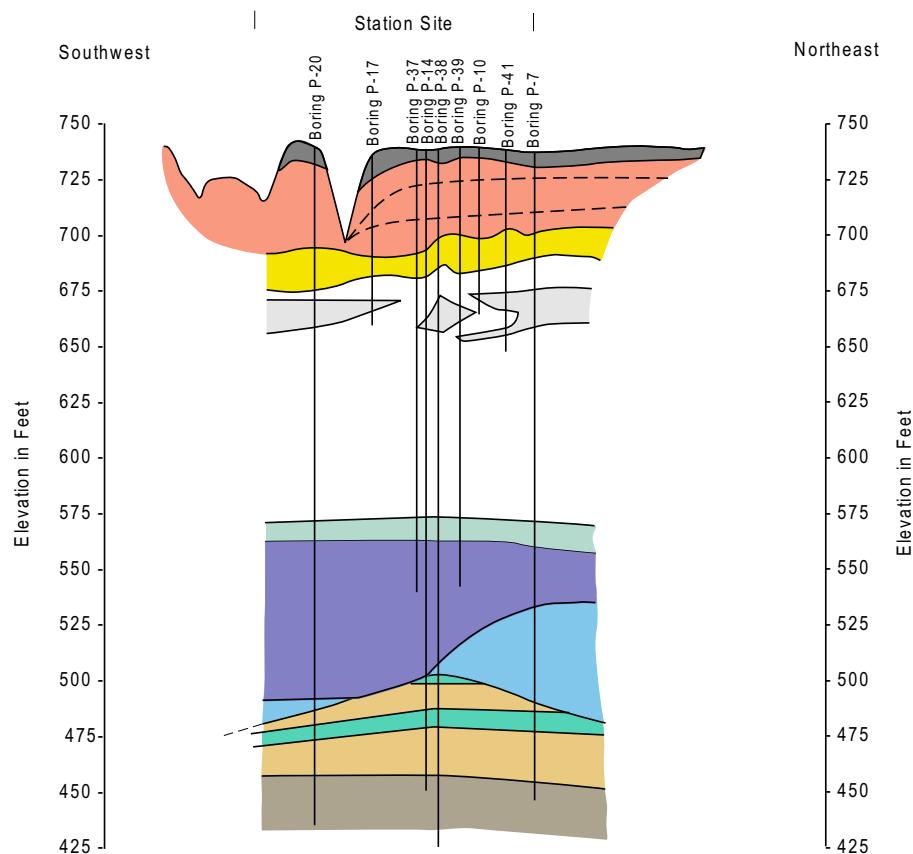 Station Site
Southwest
Northeast
Boring P-20
Boring P-17
Boring P-37
Boring P-14
Boring P-38
Boring P-39
Boring P-10
Boring P-41
Boring P-7
750 -
725 -
700 -
675 -
650 -
625 -
600 -
575 -
550 -
525 -
500 -
475 -
450 -
425 -
Elevation in Feet
- 750
- 725
- 700
- 675
- 650
- 625
- 600
- 575
- 550
- 525
- 500
- 475
- 450
- 425
Elevation in Feet